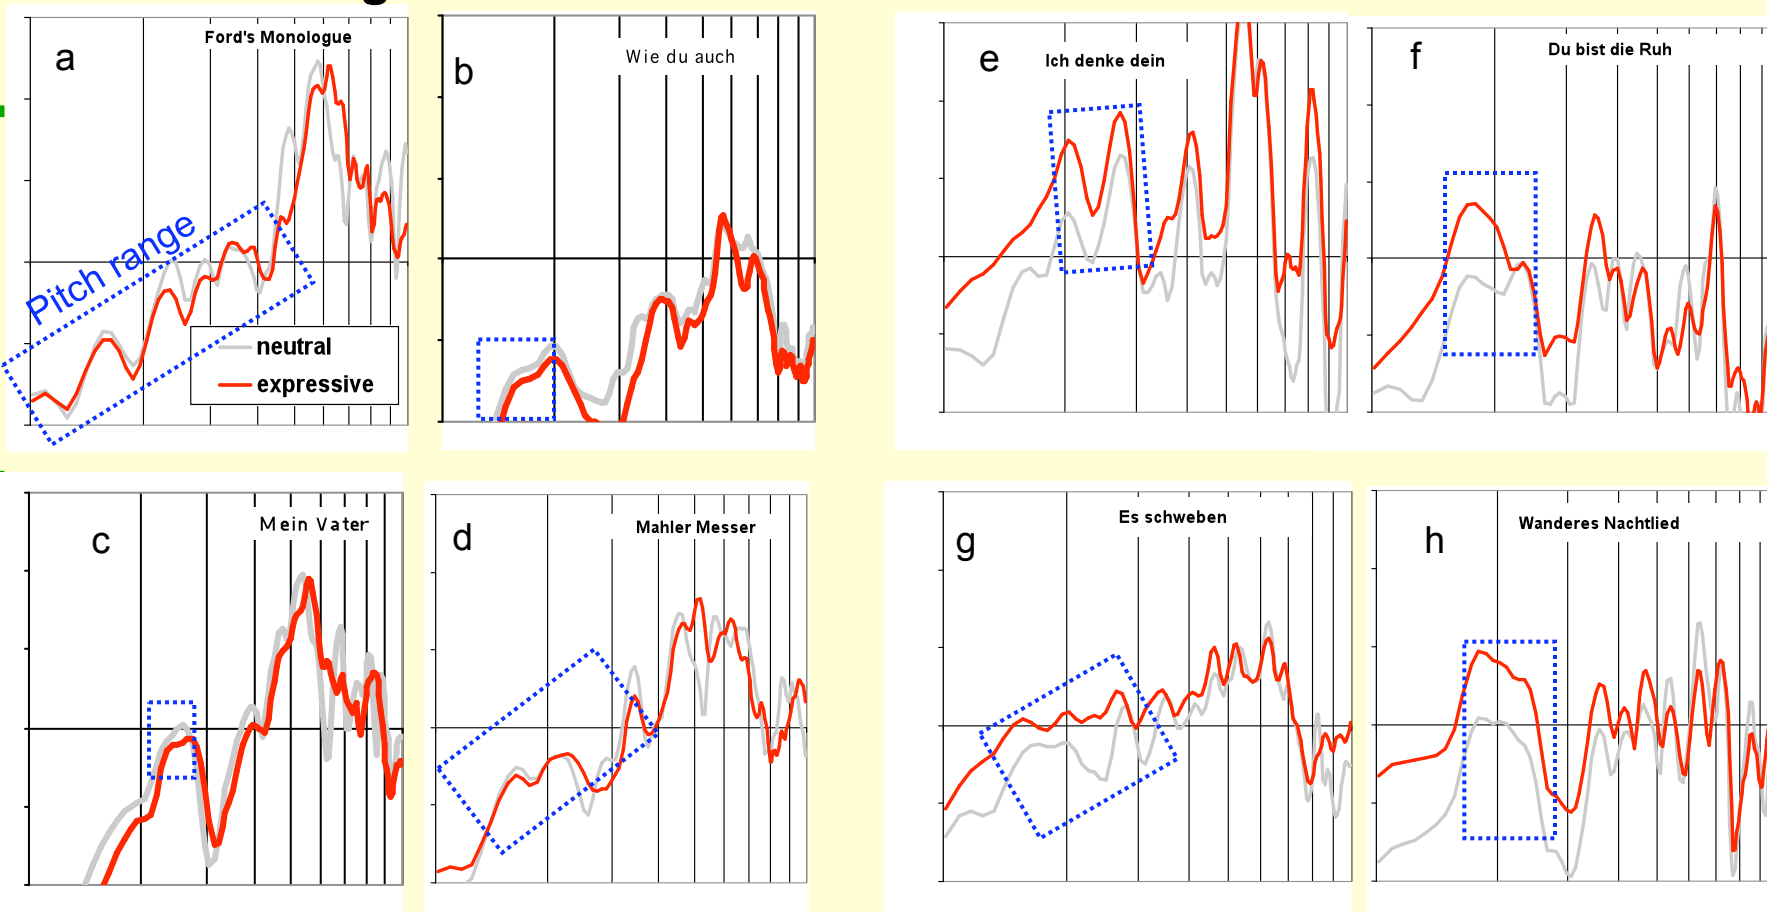 g
a
Ford's Monologue
Pitch range
neutral
expressive
b
Wie du auch
e
Ich denke dein
f
Du bist die Ruh
c
Mein Vater
d
Mahler Messer
g
Es schweben
h
Wanderes Nachtlied